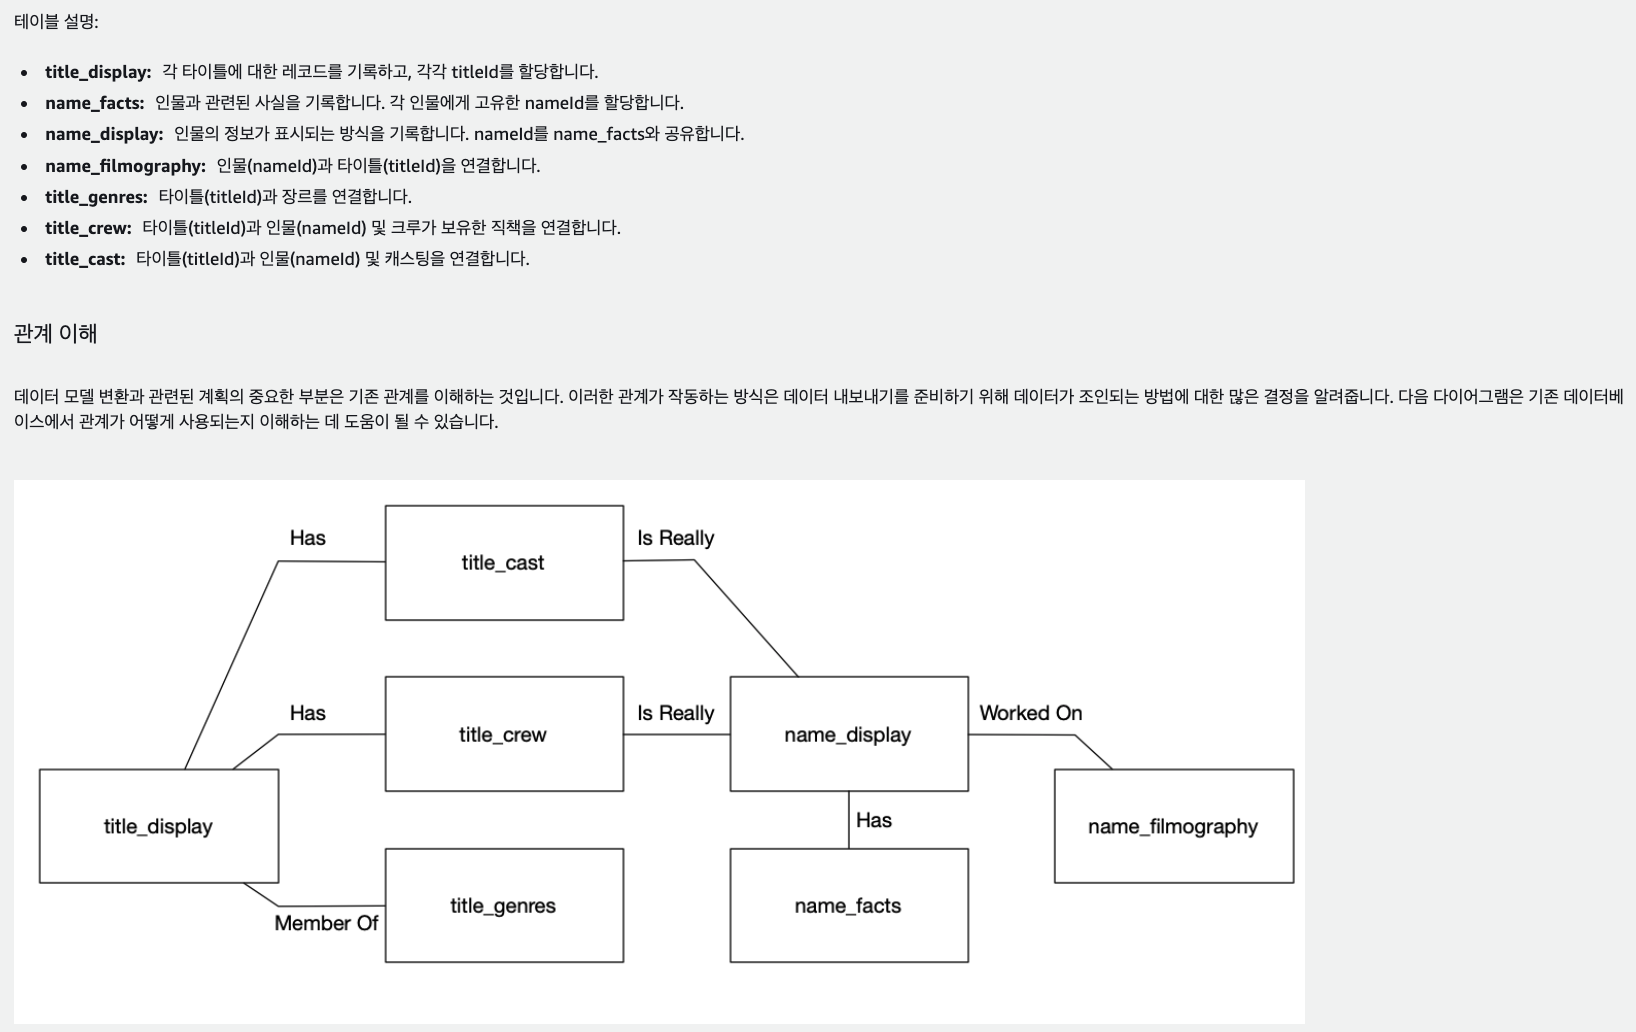 테이블 설명:
title_display: 각 타이틀에 대한 레코드를 기록하고, 각각 titleId를 할당합니다.
name_facts: 인물과 관련된 사실을 기록합니다. 각 인물에게 고유한 nameId를 할당합니다.
name_display: 인물의 정보가 표시되는 방식을 기록합니다. nameId를 name_facts와 공유합니다.
name_filmography: 인물(nameId)과 타이틀(titleId)을 연결합니다.
title_genres: 타이틀(titleId)과 장르를 연결합니다.
title_crew: 타이틀(titleId)과 인물(nameId) 및 크루가 보유한 직책을 연결합니다.
title_cast: 타이틀(titleId)과 인물(nameId) 및 캐스팅을 연결합니다.
관계 이해
데이터 모델 변환과 관련된 계획의 중요한 부분은 기존 관계를 이해하는 것입니다. 이러한 관계가 작동하는 방식은 데이터 내보내기를 준비하기 위해 데이터가 조인되는 방법에 대한 많은 결정을 알려줍니다. 다음 다이어그램은 기존 데이터베
이스에서 관계가 어떻게 사용되는지 이해하는 데 도움이 될 수 있습니다.
Has
Is Really
title_cast
Has
Is Really
Worked On
title_crew
name_display
Has
title_display
name_filmography
title_genres
name_facts
Member Of